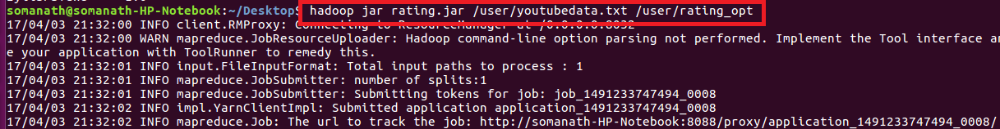 somanath@somanath-HP-Notebook:~/Desktop$ hadoop jar rating.jar /user/youtubedata.txt /user/rating_opt
17/04/03 21:32:00 INFO client.RMProxy: Connecting to ResourceManager at /0.0.0.0:8032
17/04/03 21:32:00 WARN mapreduce.JobResourceUploader: Hadoop command-line option parsing not performed. Implement the Tool interface an
e your application with ToolRunner to remedy this.
17/04/03 21:32:01 INFO input.FileInputFormat: Total input paths to process : 1
17/04/03 21:32:01 INFO mapreduce.JobSubmitter: number of splits:1
17/04/03 21:32:01 INFO mapreduce.JobSubmitter: Submitting tokens for job: job_1491233747494_0008
17/04/03 21:32:02 INFO impl.YarnClientImpl: Submitted application application_1491233747494_0008
17/04/03 21:32:02 INFO mapreduce.Job: The url to track the job: http://somanath-HP-Notebook:8088/proxy/application_1491233747494_0008/